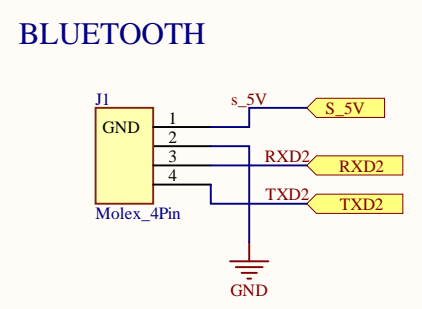 BLUETOOTH
J1
GND
1
2
3
4
s_5V
S_5V
RXD2
RXD2
TXD2
TXD2
Molex_4Pin
GND